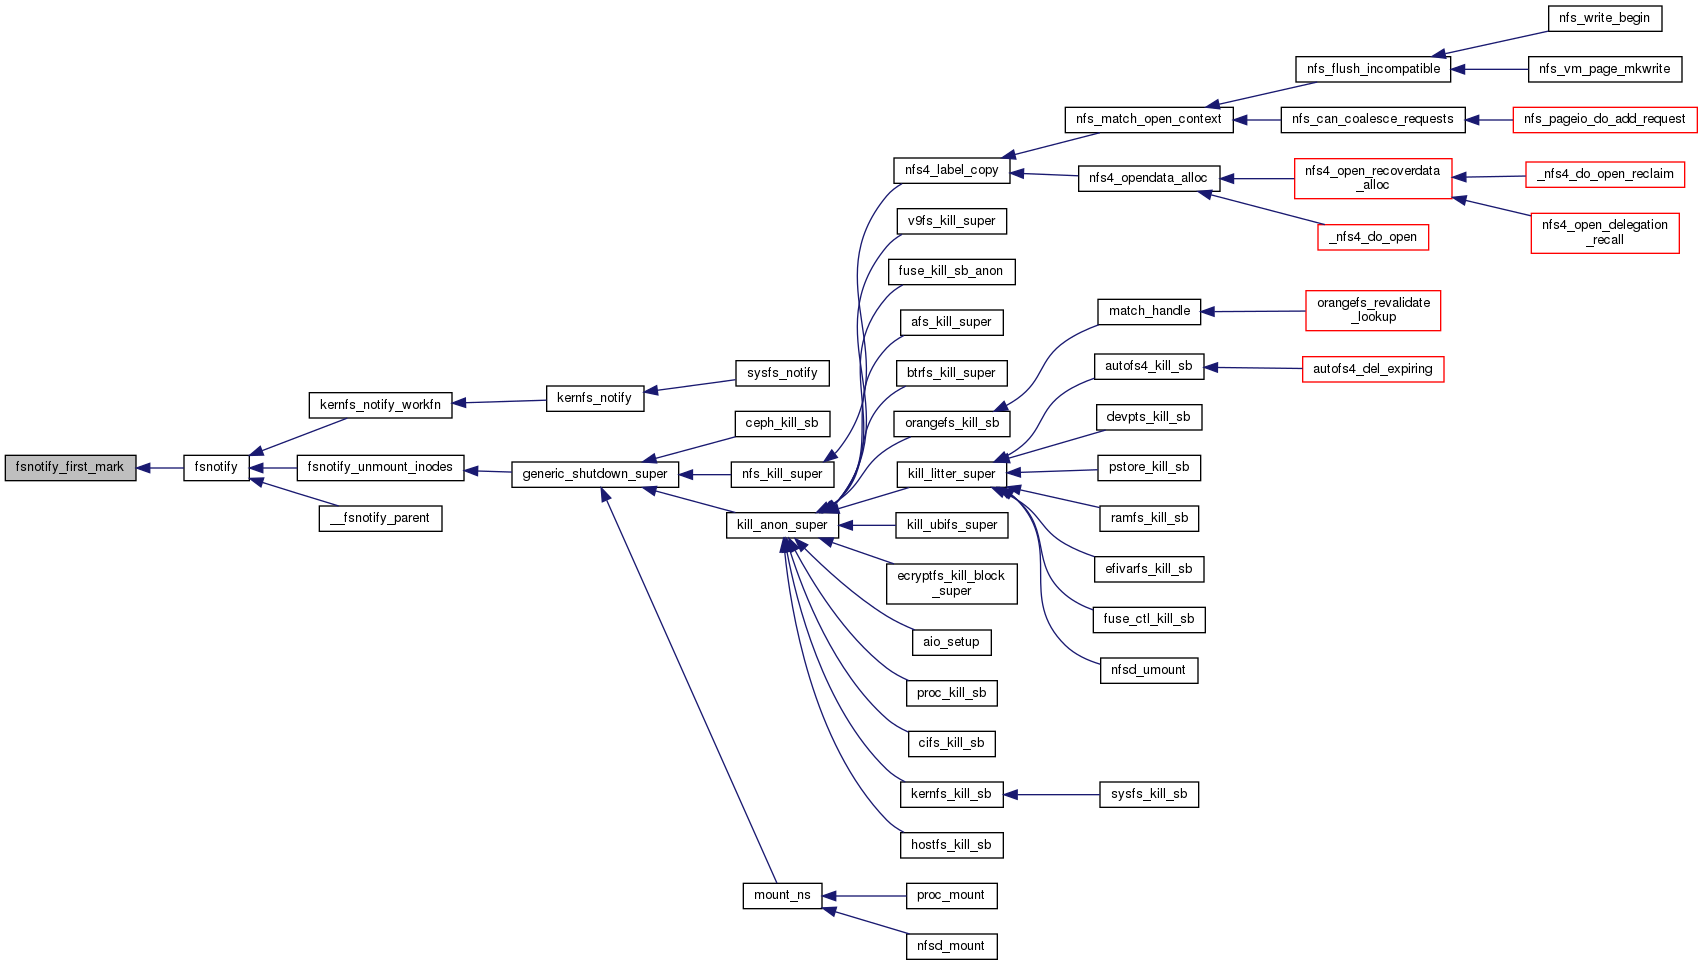 nfs_write_begin
nfs_flush_incompatible
nfs_vm_page_mkwrite
nfs_match_open_context
nfs_can_coalesce_requests
nfs_pageio_do_add_request
nfs4_label_copy
nfs4_opendata_alloc
nfs4_open_recoverdata
_alloc
_nfs4_do_open_reclaim
nfs4_open_delegation
_recall
_nfs4_do_open
v9fs_kill_super
fuse_kill_sb_anon
match_handle
orangefs_revalidate
_lookup
afs_kill_super
sysfs_notify
btrfs_kill_super
autofs4_kill_sb
autofs4_del_expiring
kernfs_notify_workfn
kernfs_notify
ceph_kill_sb
orangefs_kill_sb
devpts_kill_sb
fsnotify_first_mark
fsnotify
fsnotify_unmount_inodes
generic_shutdown_super
nfs_kill_super
kill_litter_super
pstore_kill_sb
__fsnotify_parent
kill_anon_super
kill_ubifs_super
ramfs_kill_sb
ecryptfs_kill_block
_super
efivarfs_kill_sb
fuse_ctl_kill_sb
aio_setup
nfsd_umount
proc_kill_sb
cifs_kill_sb
kernfs_kill_sb
sysfs_kill_sb
hostfs_kill_sb
mount_ns
proc_mount
nfsd_mount